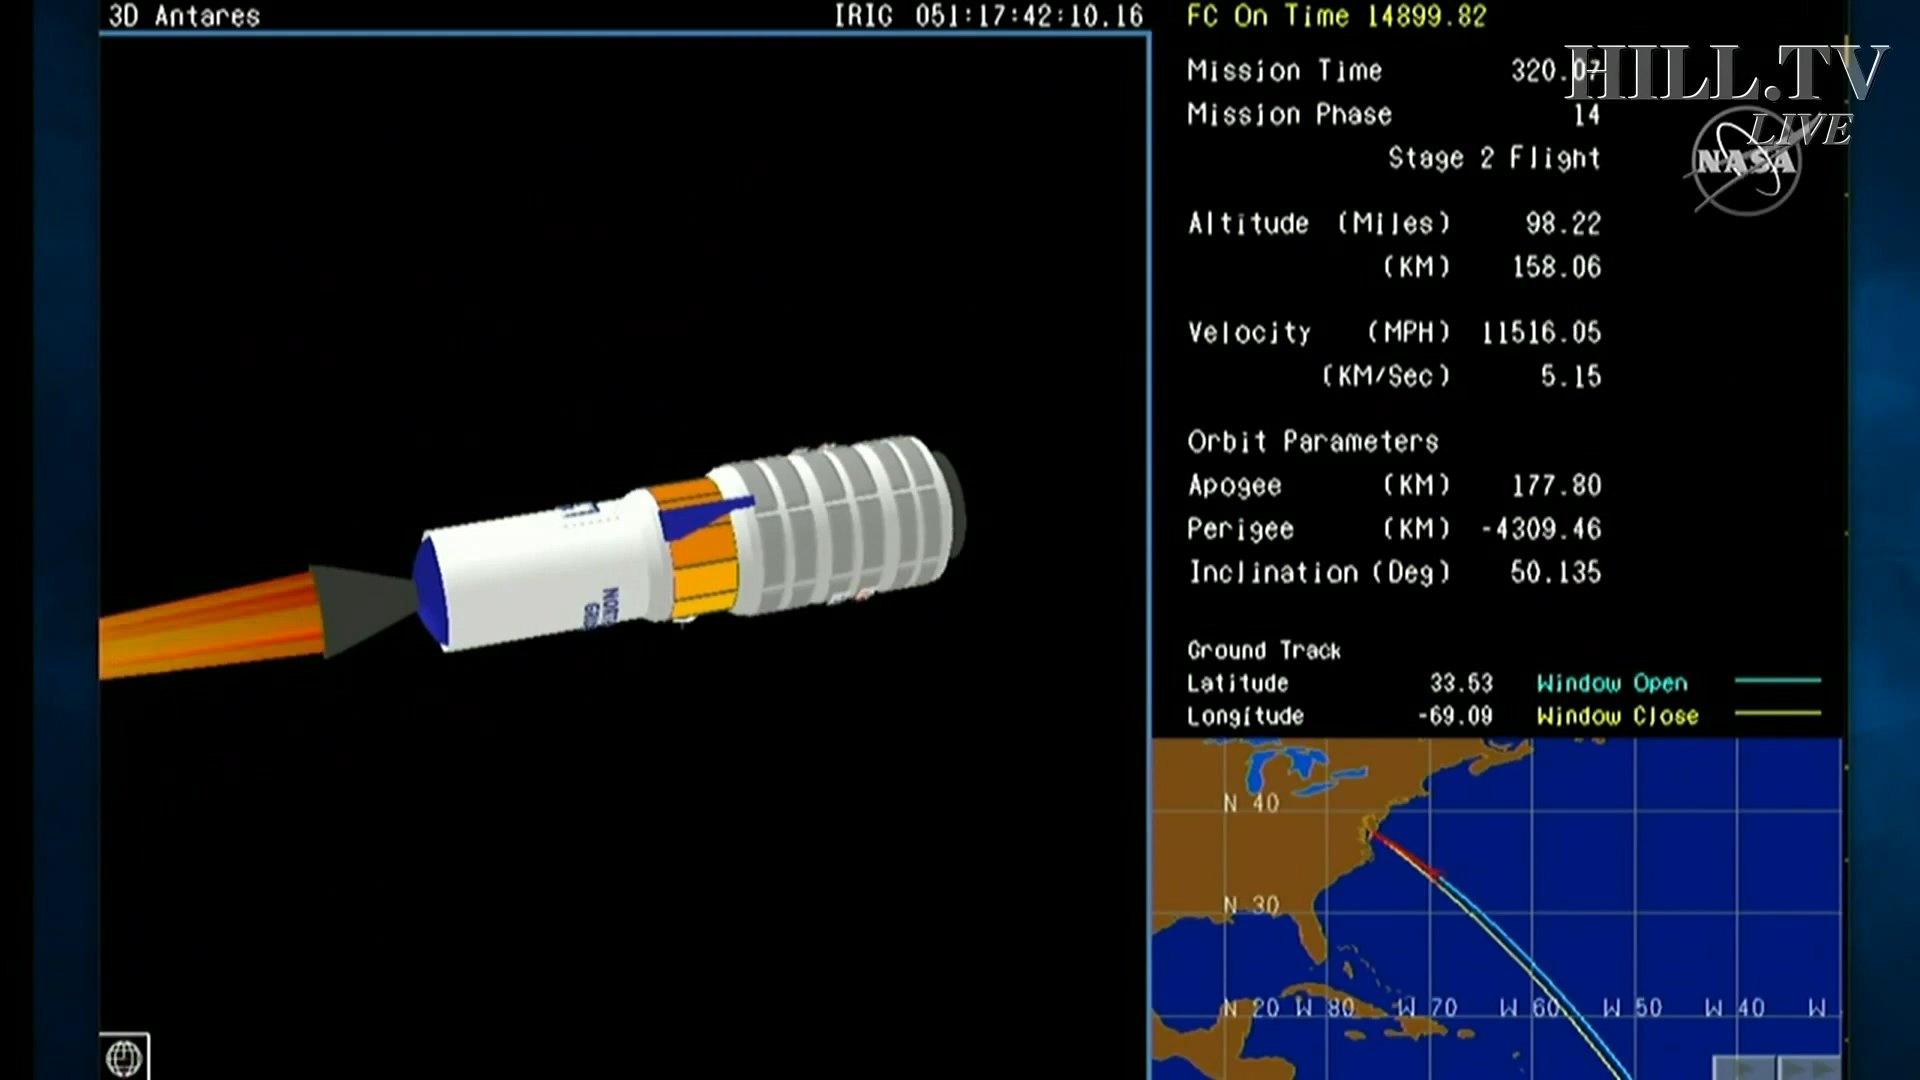 3D Antares
IRIG 051:17:42:10.16
FC On Time 14899.82
Mission Time 320.07
HILL.TV
LIVE
NASA
Mission Phase 14
Stage 2 Flight
Altitude (Miles) 98.22
(KM) 158.06
Velocity (MPH) 11516.05
(KM/Sec) 5.15
Orbit Parameters
Apogee (KM) 177.80
Perigee (KM) -4309.46
Inclination (Deg) 50.135
Ground Track
Latitude 33.53 Window Open
Longitude -69.09 Window Close
N 40
N 30
N 20 W 80 W 70 W 60 W 50 W 40 W